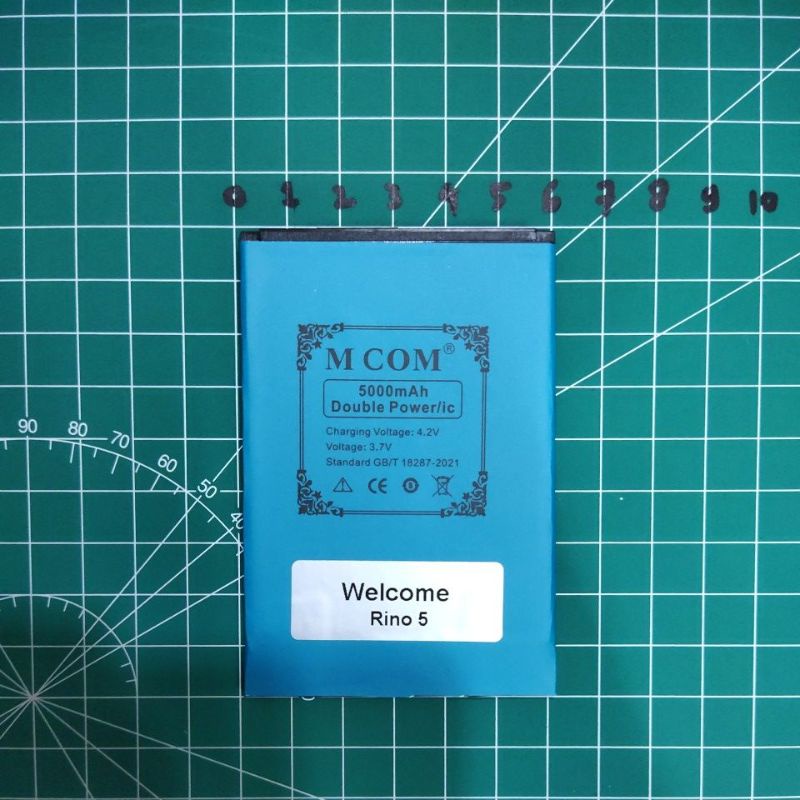 0 1 2 3 4 5 6 7 8 9 10
M COM®
5000mAh
Double Power/ic
Charging Voltage: 4.2V
Voltage: 3.7V
Standard GB/T 18287-2021
CE
90 80 70 60 50 40
Welcome
Rino 5